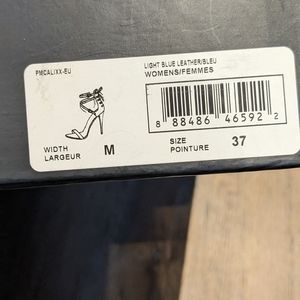 PMCALIXX-EU
LIGHT BLUE LEATHER/BLEU
WOMENS/FEMMES
8 88486 46592 2
WIDTH
LARGEUR M
SIZE
POINTURE 37